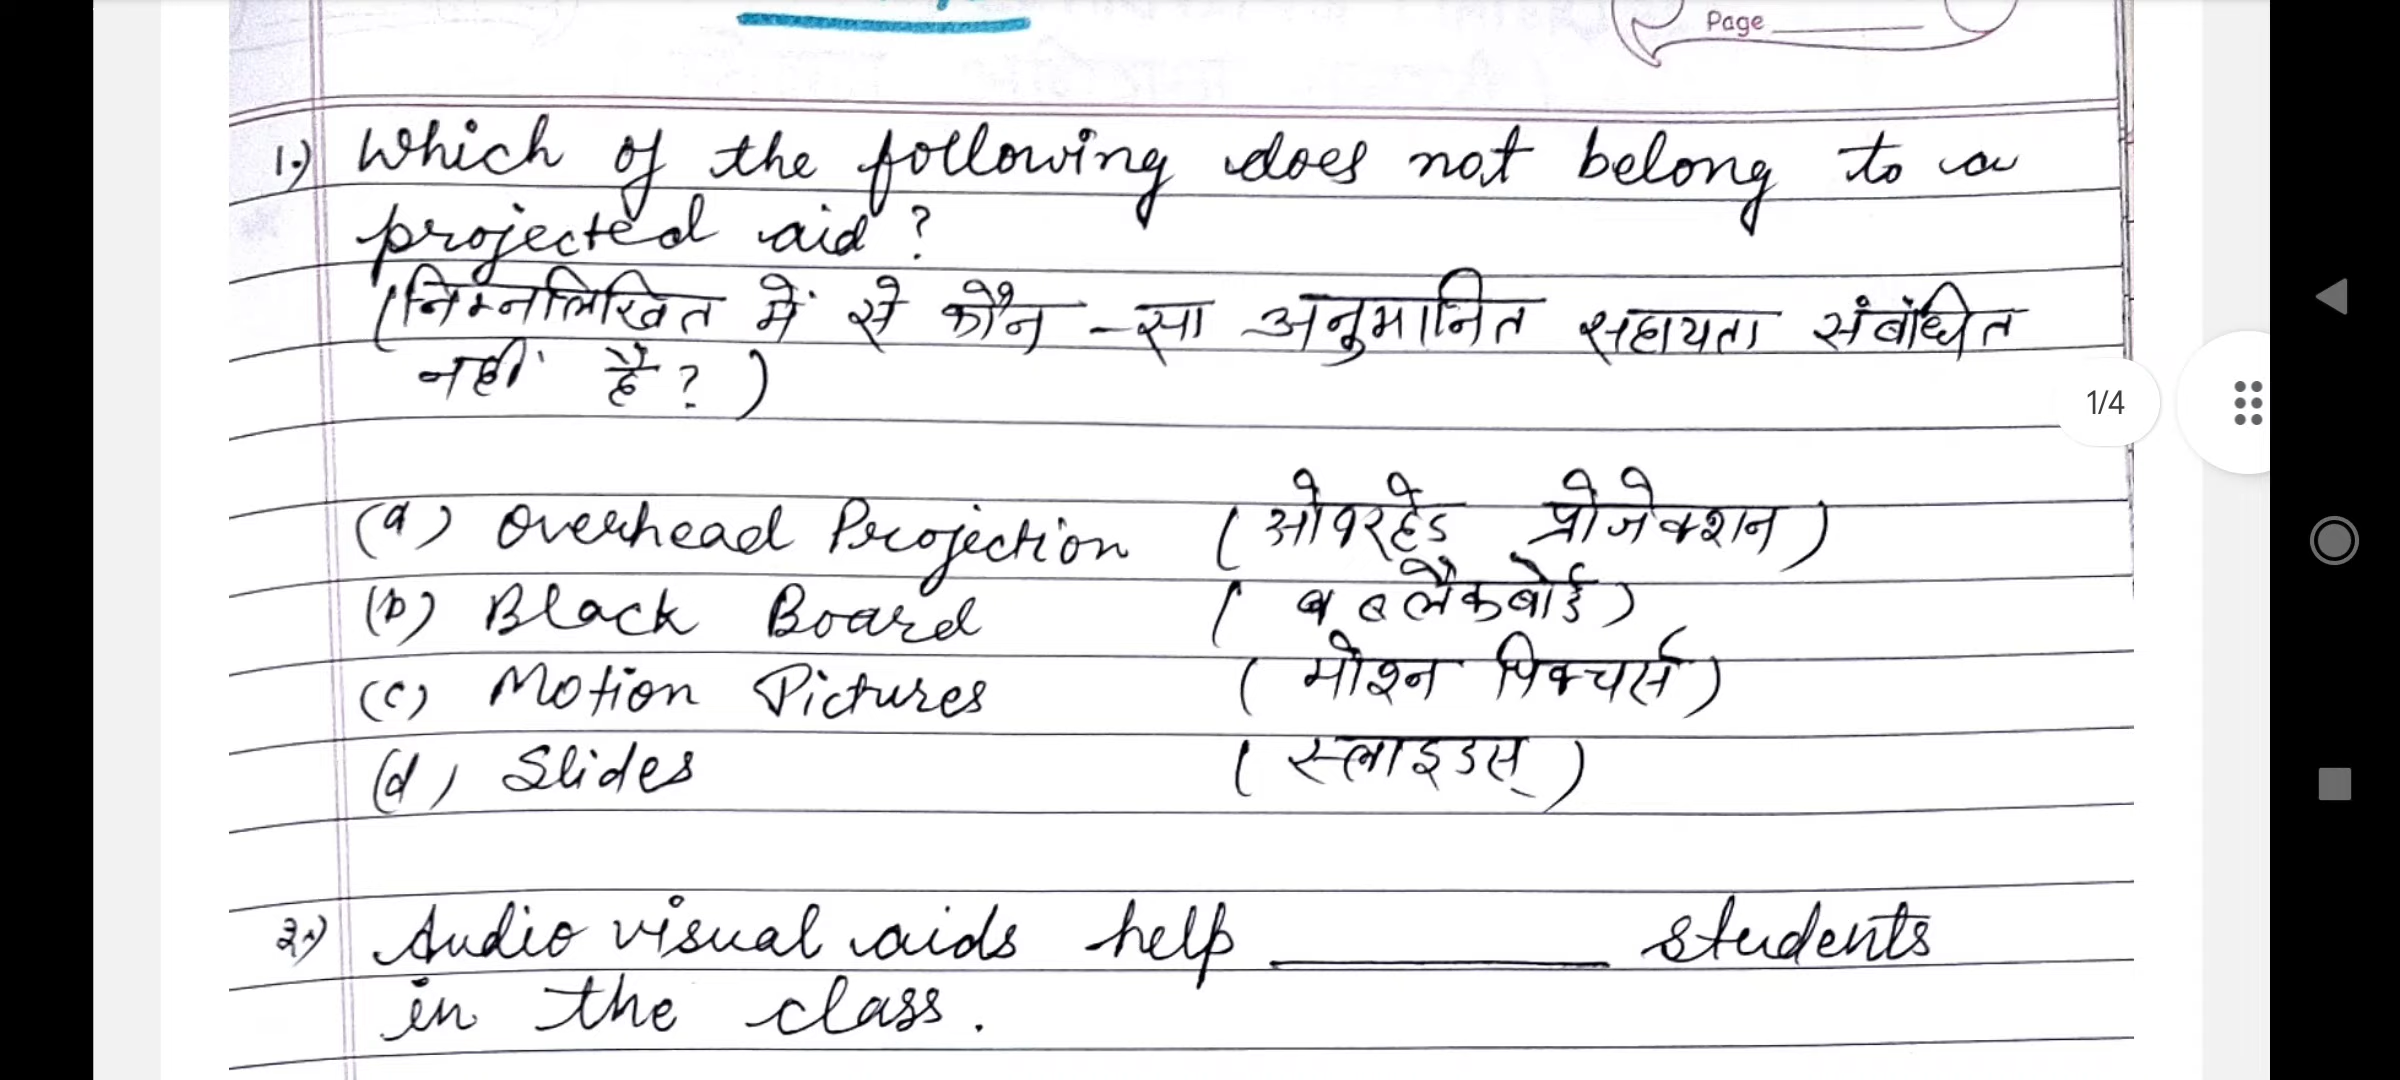 Page
1.) Which of the following does not belong to a
projected aid ?
(निम्नलिखित में से कौन-सा अनुमानित सहायता संबंधित
नहीं है ? )
1/4
(a) Overhead Projection ( ओवरहेड प्रोजेक्शन )
(b) Black Board ( ब ब्लैकबोर्ड )
(c) Motion Pictures ( मोशन पिक्चर्स )
(d) Slides ( स्लाइडस् )
2.) Audio visual aids help ________ students
in the class.